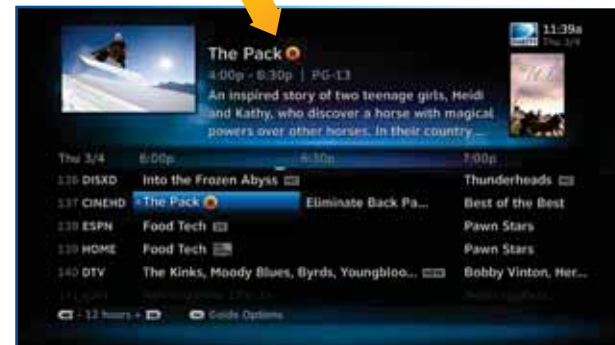 11:39a
Thu 3/4
The Pack
4:00p - 6:30p | PG-13
An inspired story of two teenage girls, Heidi
and Kathy, who discover a horse with magical
powers over other horses. In their country...
Thu 3/4 6:00p 6:30p 7:00p
136 DISXD Into the Frozen Abyss Thunderheads
137 CINEHD The Pack Eliminate Back Pa... Best of the Best
138 ESPN Food Tech Pawn Stars
139 HOME Food Tech Pawn Stars
140 DTV The Kinks, Moody Blues, Byrds, Youngbloo... Bobby Vinton, Her...
- 12 hours + Guide Options